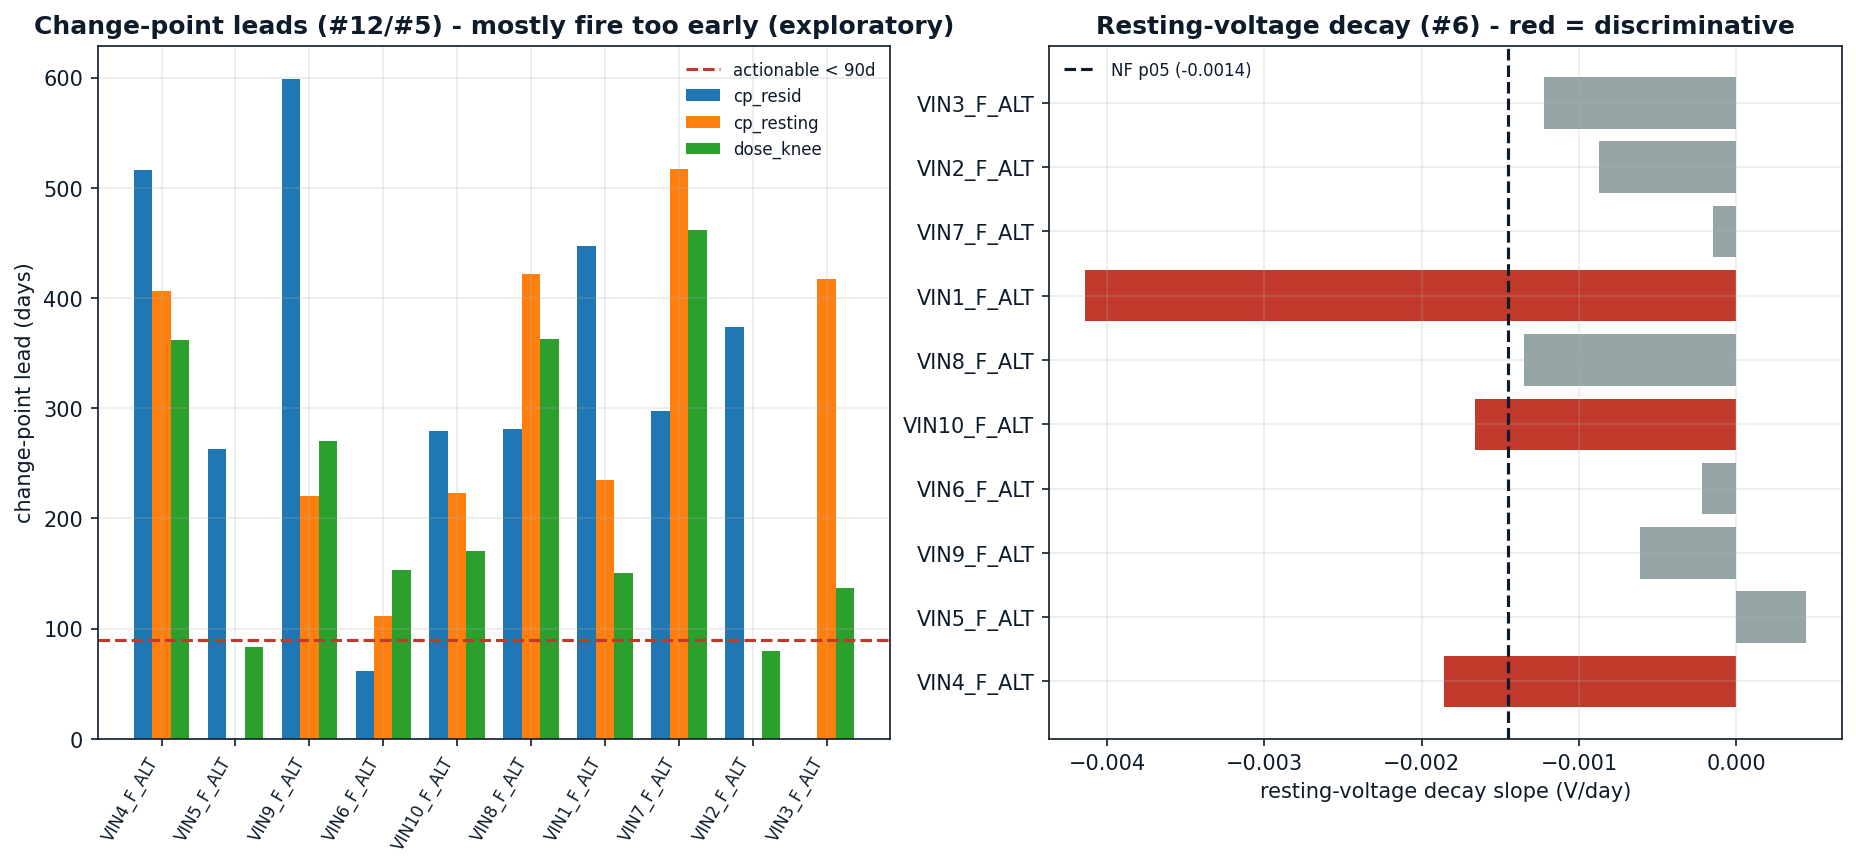 Change-point leads (#12/#5) - mostly fire too early (exploratory)
change-point lead (days)
600
500
400
300
200
100
0
actionable < 90d
cp_resid
cp_resting
dose_knee
VIN4_F_ALT
VIN5_F_ALT
VIN9_F_ALT
VIN6_F_ALT
VIN10_F_ALT
VIN8_F_ALT
VIN1_F_ALT
VIN7_F_ALT
VIN2_F_ALT
VIN3_F_ALT
Resting-voltage decay (#6) - red = discriminative
NF p05 (-0.0014)
VIN3_F_ALT
VIN2_F_ALT
VIN7_F_ALT
VIN1_F_ALT
VIN8_F_ALT
VIN10_F_ALT
VIN6_F_ALT
VIN9_F_ALT
VIN5_F_ALT
VIN4_F_ALT
−0.004
−0.003
−0.002
−0.001
0.000
resting-voltage decay slope (V/day)